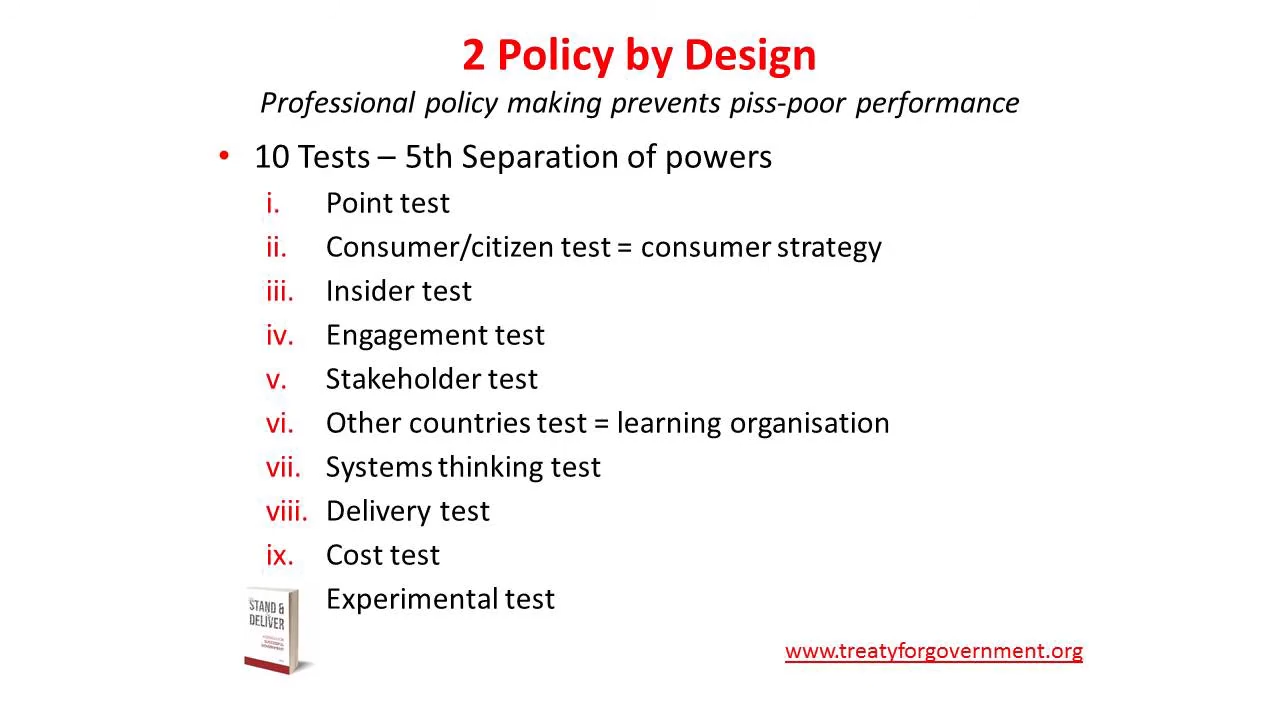 2 Policy by Design
Professional policy making prevents piss-poor performance
• 10 Tests – 5th Separation of powers
i. Point test
ii. Consumer/citizen test = consumer strategy
iii. Insider test
iv. Engagement test
v. Stakeholder test
vi. Other countries test = learning organisation
vii. Systems thinking test
viii. Delivery test
ix. Cost test
Experimental test
STAND &
DELIVER
SUCCESSFUL
GOVERNMENT
www.treatyforgovernment.org